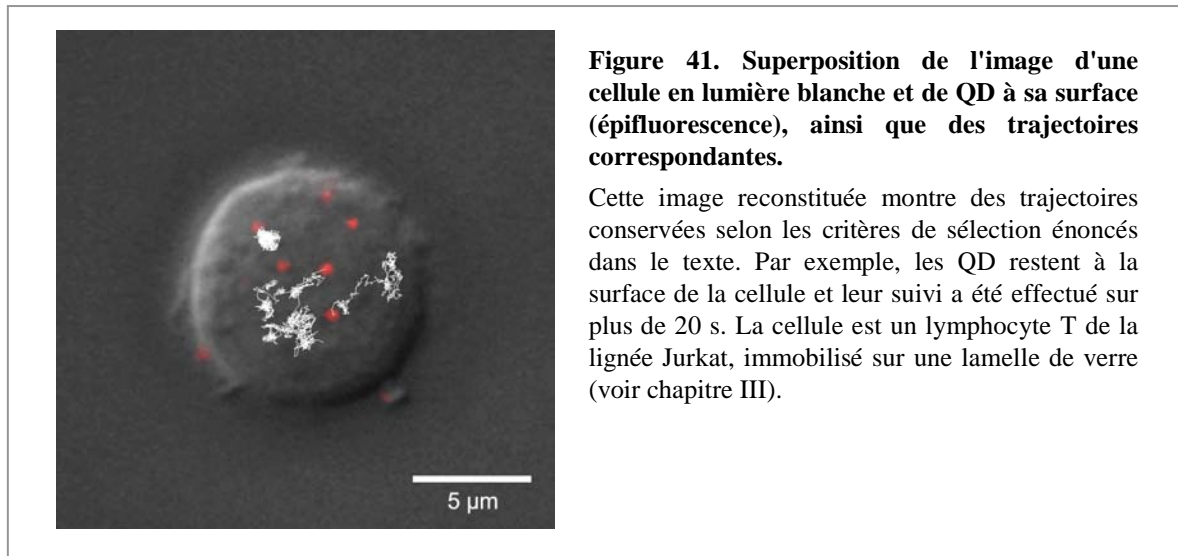 Figure 41. Superposition de l'image d'une
cellule en lumière blanche et de QD à sa surface
(épifluorescence), ainsi que des trajectoires
correspondantes.
Cette image reconstituée montre des trajectoires
conservées selon les critères de sélection énoncés
dans le texte. Par exemple, les QD restent à la
surface de la cellule et leur suivi a été effectué sur
plus de 20 s. La cellule est un lymphocyte T de la
lignée Jurkat, immobilisé sur une lamelle de verre
(voir chapitre III).
5 µm